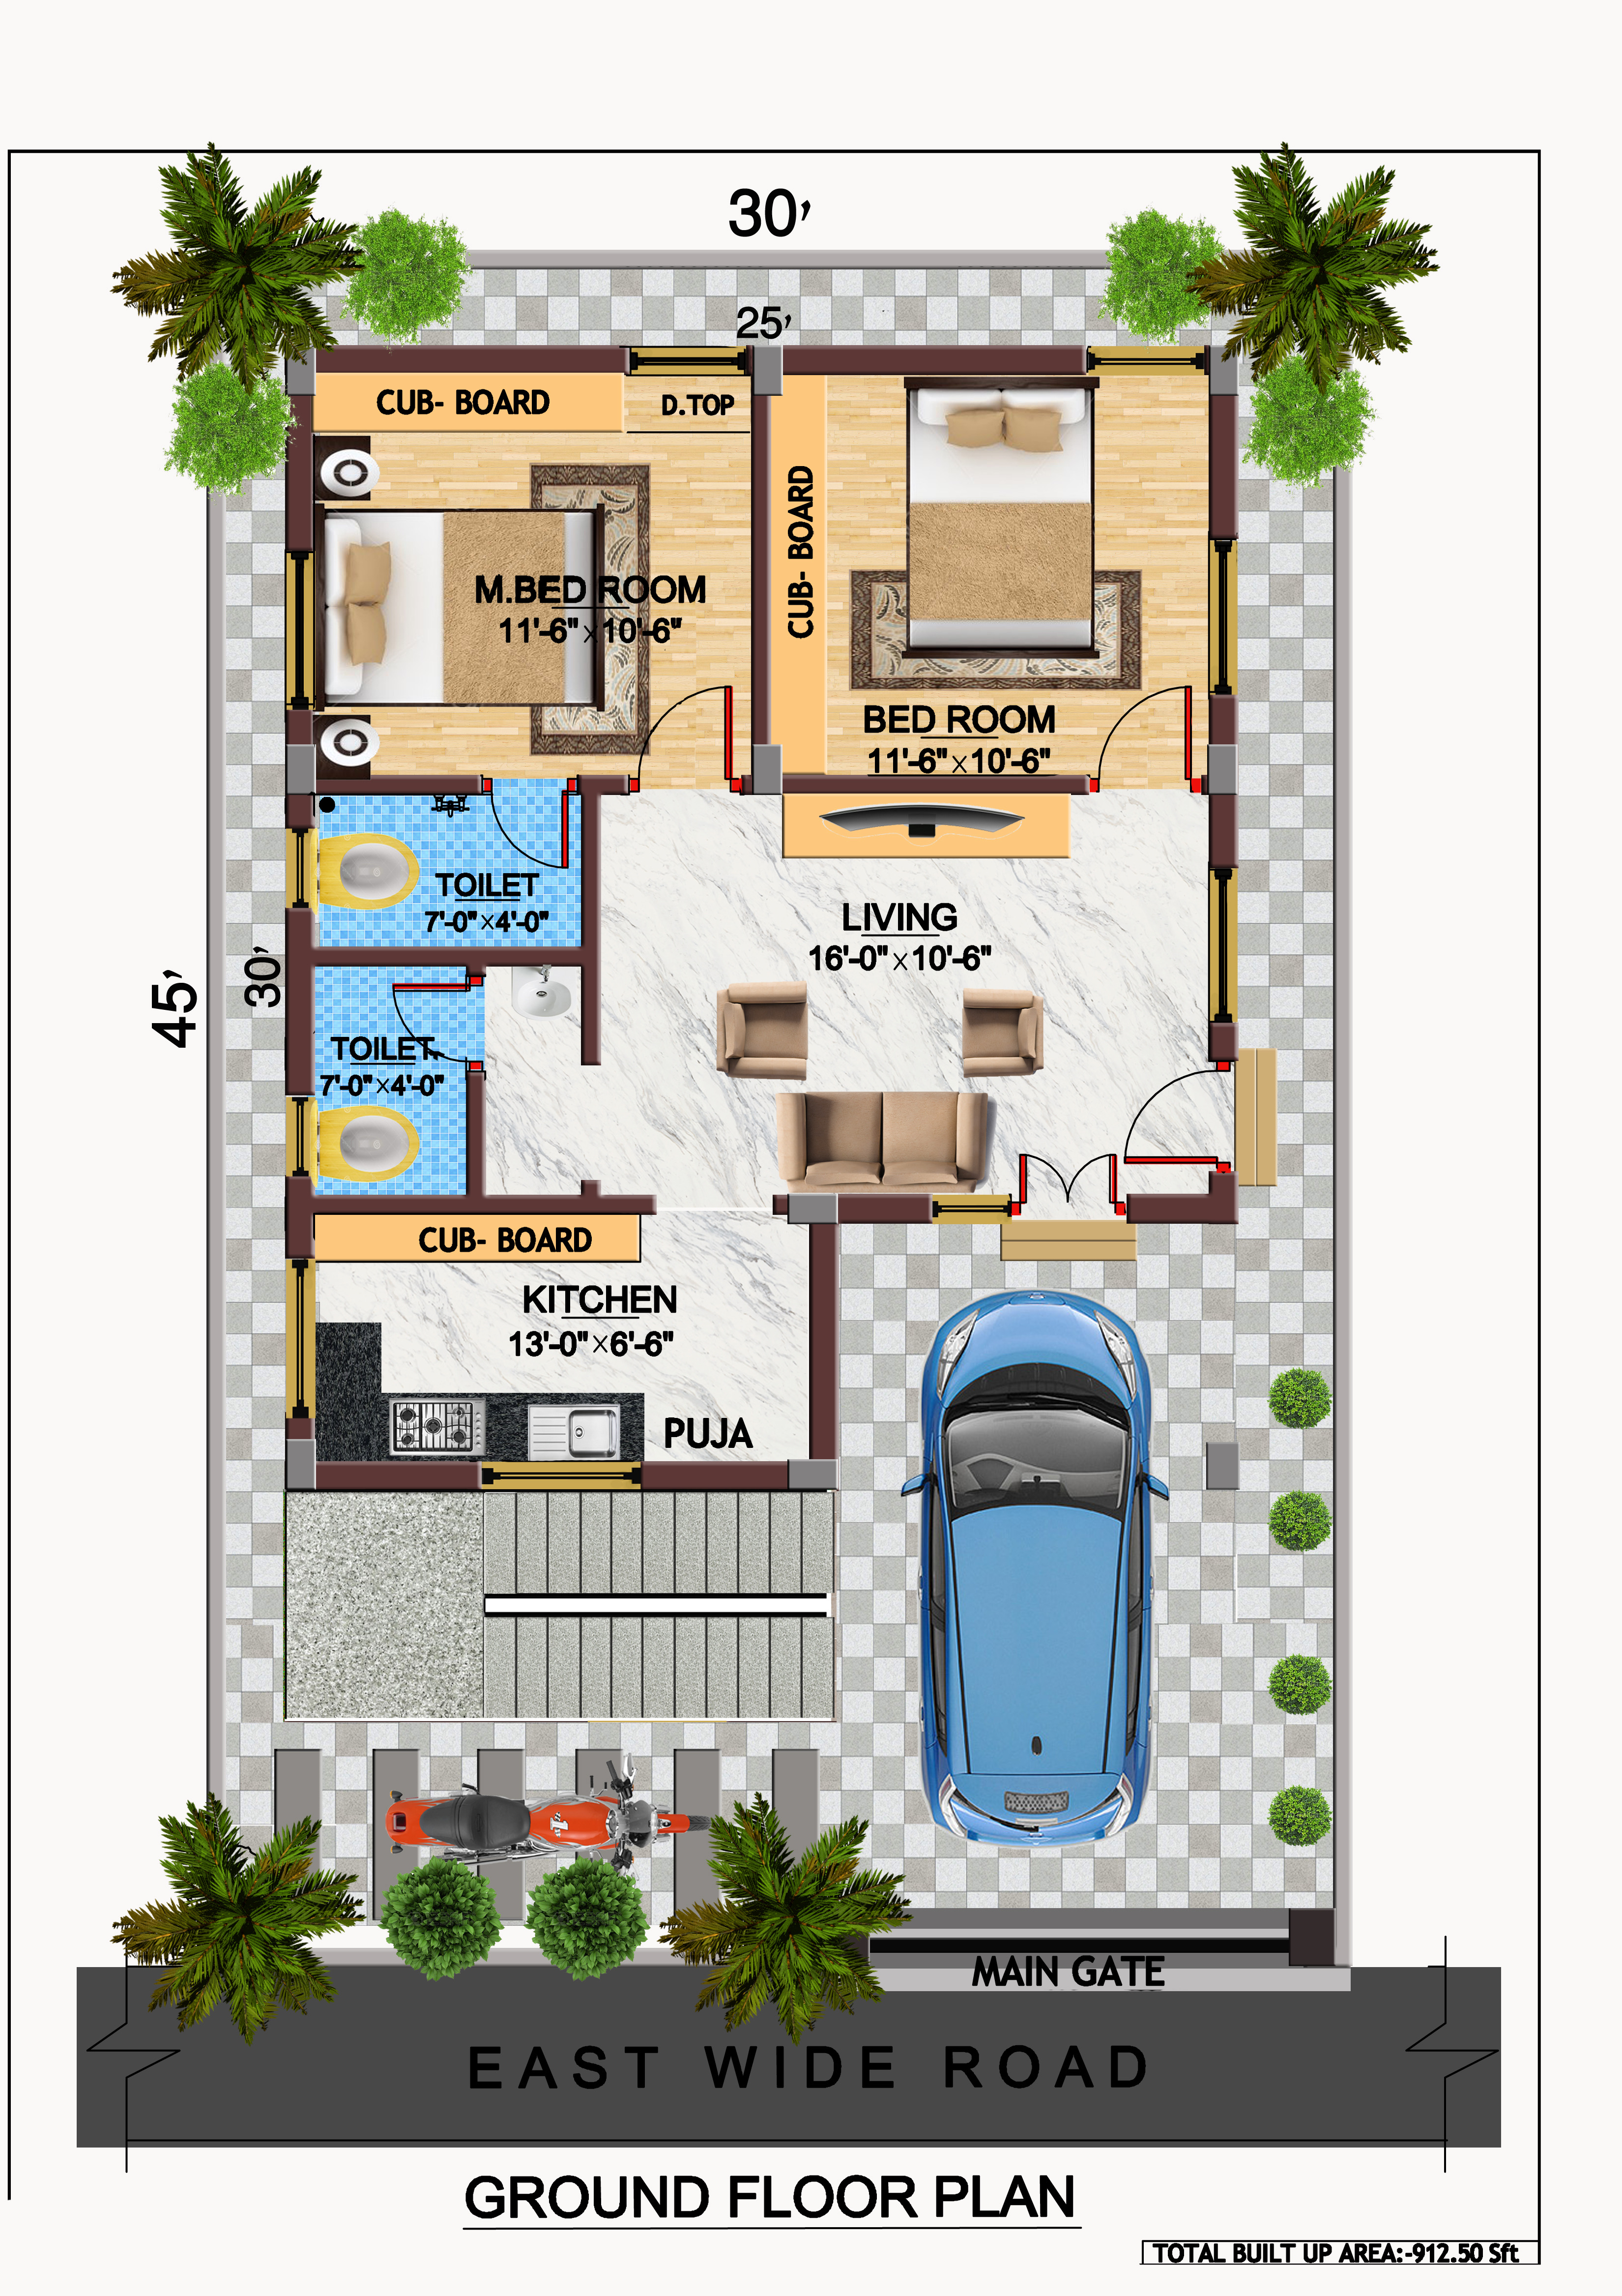 30'
25'
CUB- BOARD
D.TOP
CUB- BOARD
M.BED ROOM
11'-6"×10'-6"
BED ROOM
11'-6"×10'-6"
TOILET
7'-0"×4'-0"
LIVING
16'-0"×10'-6"
45'
30'
TOILET
7'-0"×4'-0"
CUB- BOARD
KITCHEN
13'-0"×6'-6"
PUJA
MAIN GATE
EAST WIDE ROAD
GROUND FLOOR PLAN
TOTAL BUILT UP AREA:-912.50 Sft